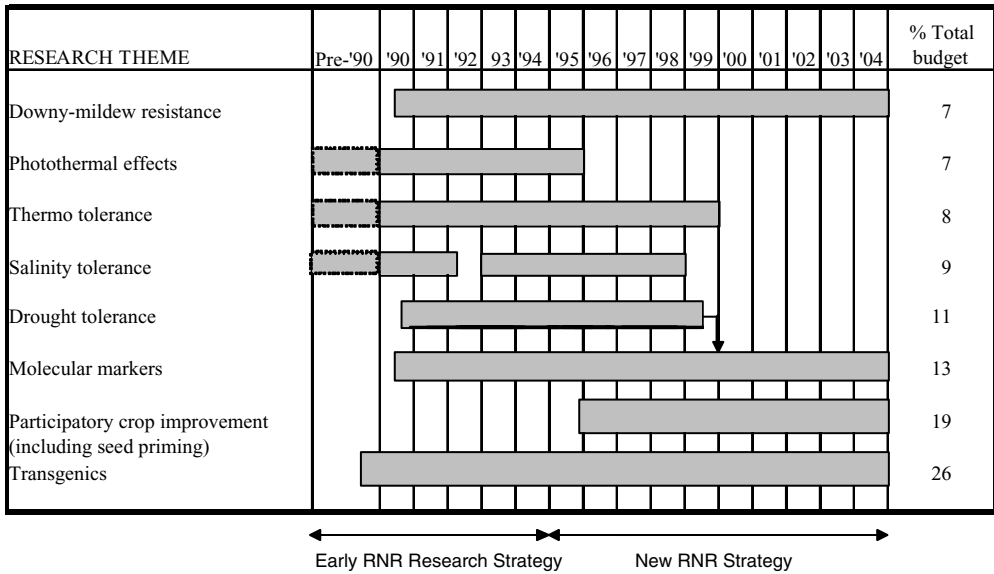 % Total
RESEARCH THEME Pre-'90 '90 '91 '92 93 '94 '95 '96 '97 '98 '99 '00 '01 '02 '03 '04 budget
Downy-mildew resistance 7
Photothermal effects 7
Thermo tolerance 8
Salinity tolerance 9
Drought tolerance 11
Molecular markers 13
Participatory crop improvement 19
(including seed priming)
Transgenics 26
Early RNR Research Strategy New RNR Strategy